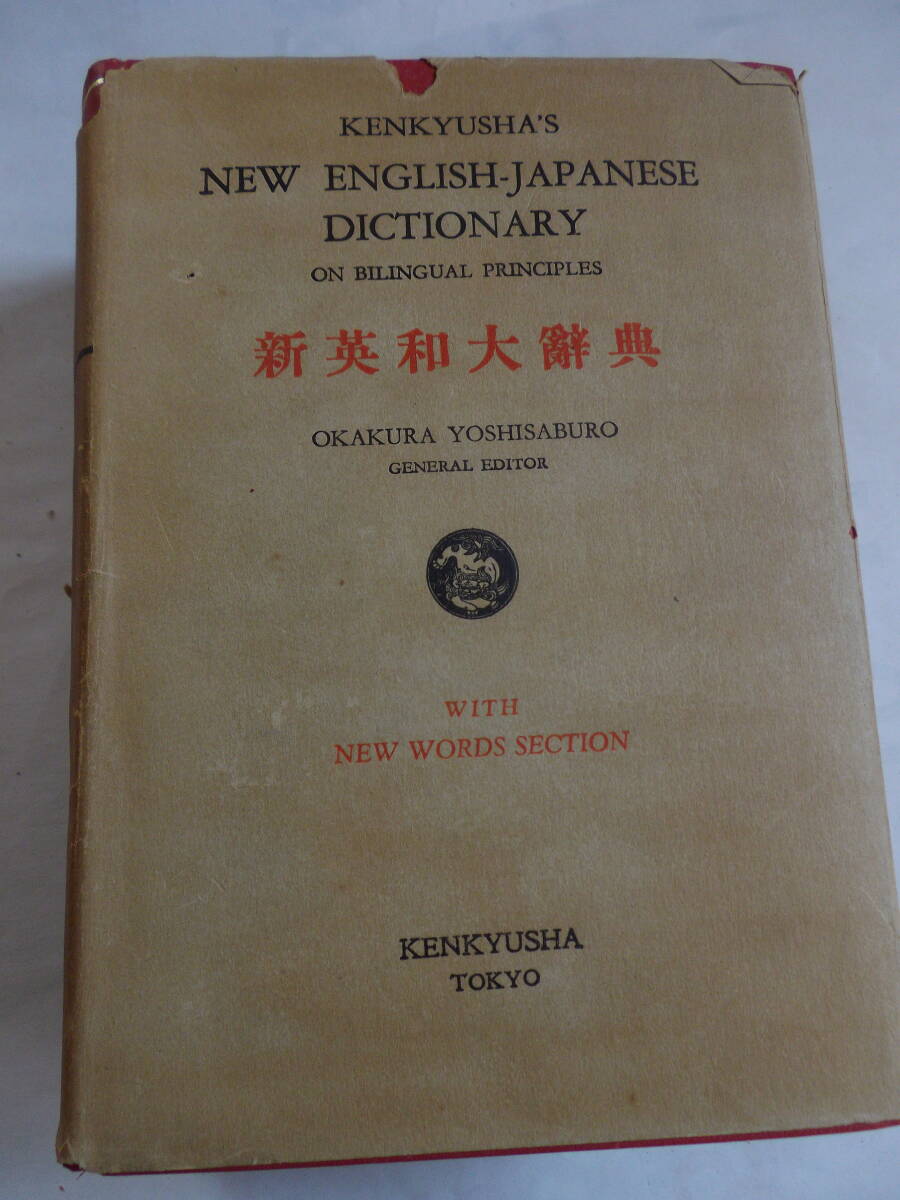 KENKYUSHA'S
NEW ENGLISH-JAPANESE
DICTIONARY
ON BILINGUAL PRINCIPLES
新英和大辭典
OKAKURA YOSHISABURO
GENERAL EDITOR
WITH
NEW WORDS SECTION
KENKYUSHA
TOKYO